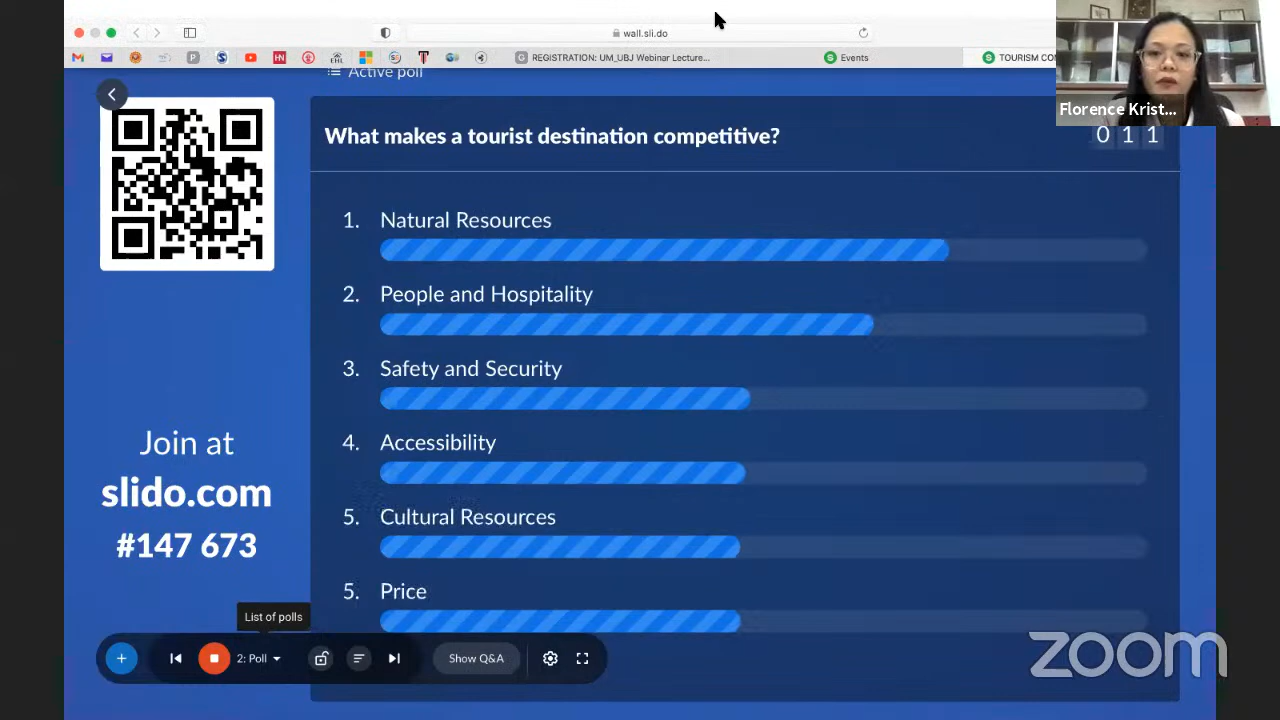 wall.sli.do
REGISTRATION: UM_UBJ Webinar Lecture...
Events
TOURISM CO
Florence Krist...
Active poll
What makes a tourist destination competitive?
0 1 1
1. Natural Resources
2. People and Hospitality
3. Safety and Security
4. Accessibility
5. Cultural Resources
5. Price
Join at
slido.com
#147 673
List of polls
2: Poll
Show Q&A
zoom